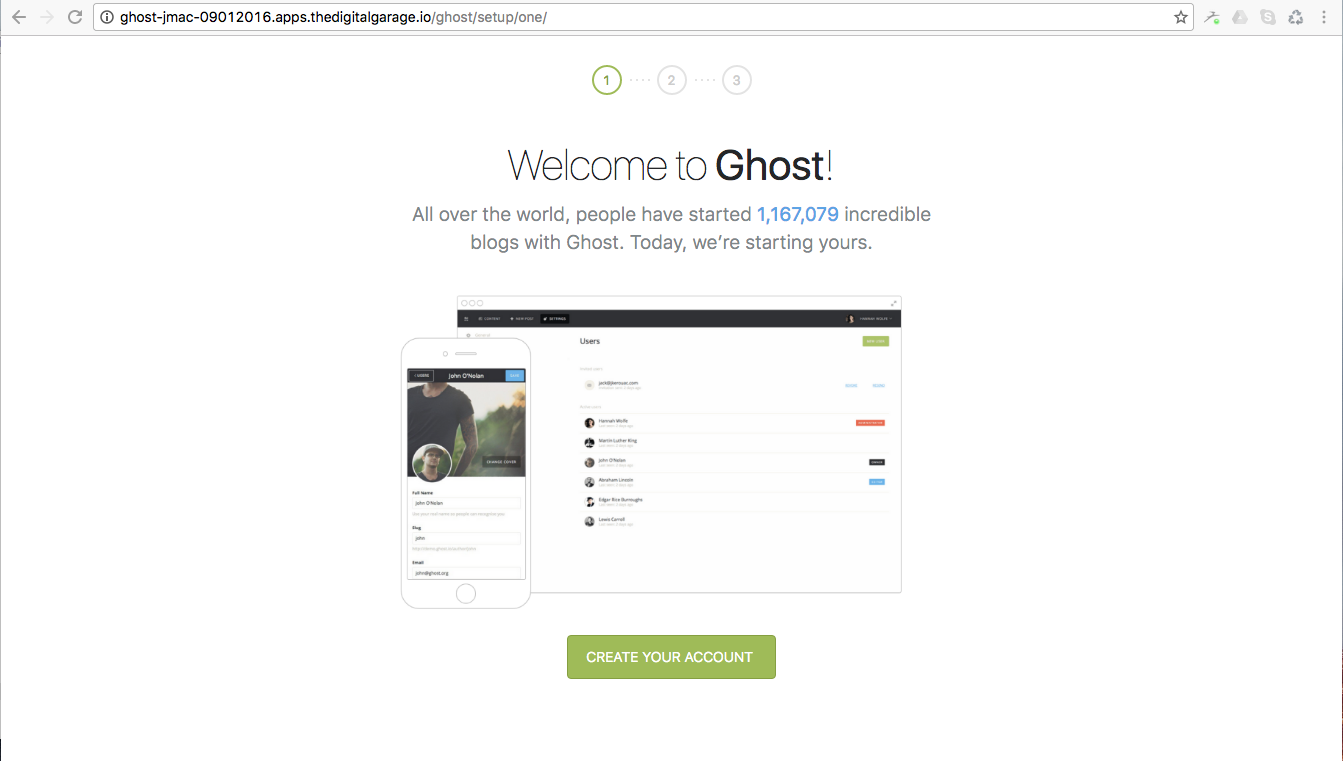 ghost-jmac-09012016.apps.thedigitalgarage.io/ghost/setup/one/
1 2 3
Welcome to Ghost!
All over the world, people have started 1,167,079 incredible
blogs with Ghost. Today, we’re starting yours.
CONTENT NEW POST SETTINGS
Users
NEW USER
jack@jkerouac.com
Hannah Wolfe
Martin Luther King
John O'Nolan
Abraham Lincoln
Edgar Rice Burroughs
Lewis Carroll
USERS John O'Nolan SAVE
CHANGE COVER
Full Name
John O'Nolan
Slug
john
Email
john@ghost.org
CREATE YOUR ACCOUNT